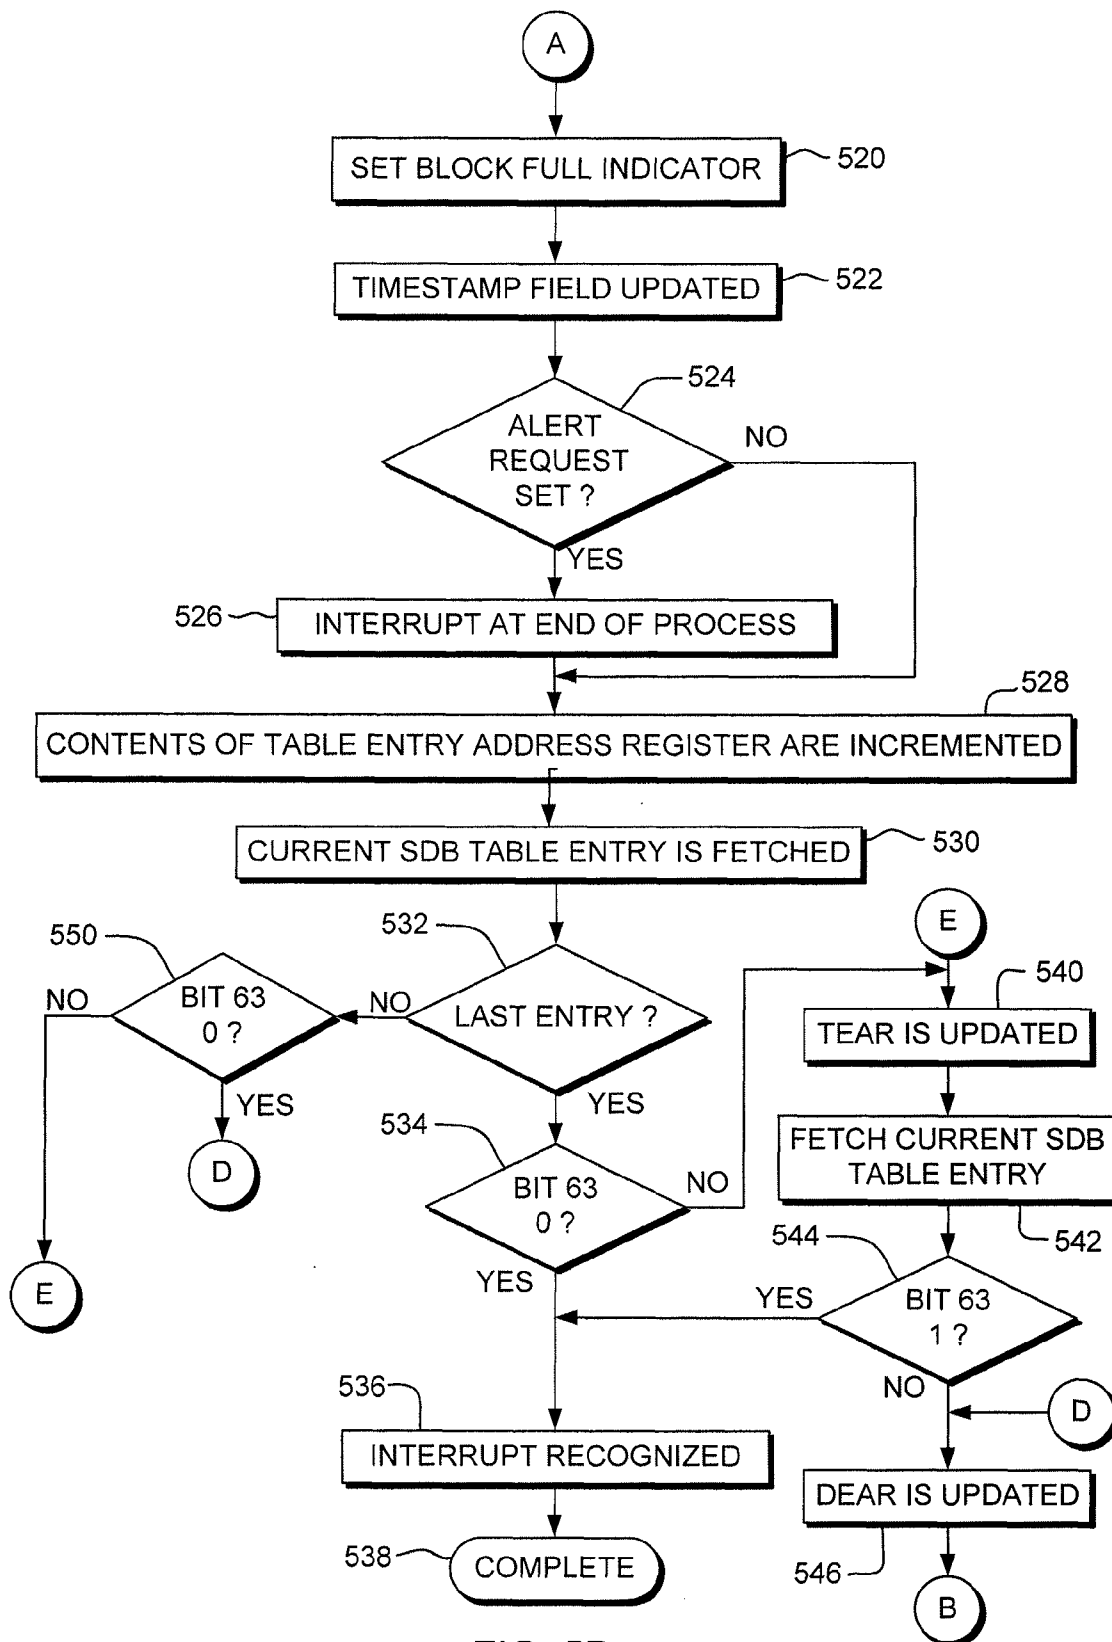 A
SET BLOCK FULL INDICATOR
520
TIMESTAMP FIELD UPDATED
522
524
ALERT
REQUEST
SET ?
NO
YES
526
INTERRUPT AT END OF PROCESS
528
CONTENTS OF TABLE ENTRY ADDRESS REGISTER ARE INCREMENTED
CURRENT SDB TABLE ENTRY IS FETCHED
530
550
532
E
NO
BIT 63
0 ?
NO
LAST ENTRY ?
540
TEAR IS UPDATED
YES
YES
D
534
BIT 63
0 ?
NO
FETCH CURRENT SDB
TABLE ENTRY
542
544
E
YES
YES
BIT 63
1 ?
NO
D
536
INTERRUPT RECOGNIZED
DEAR IS UPDATED
538
COMPLETE
546
B